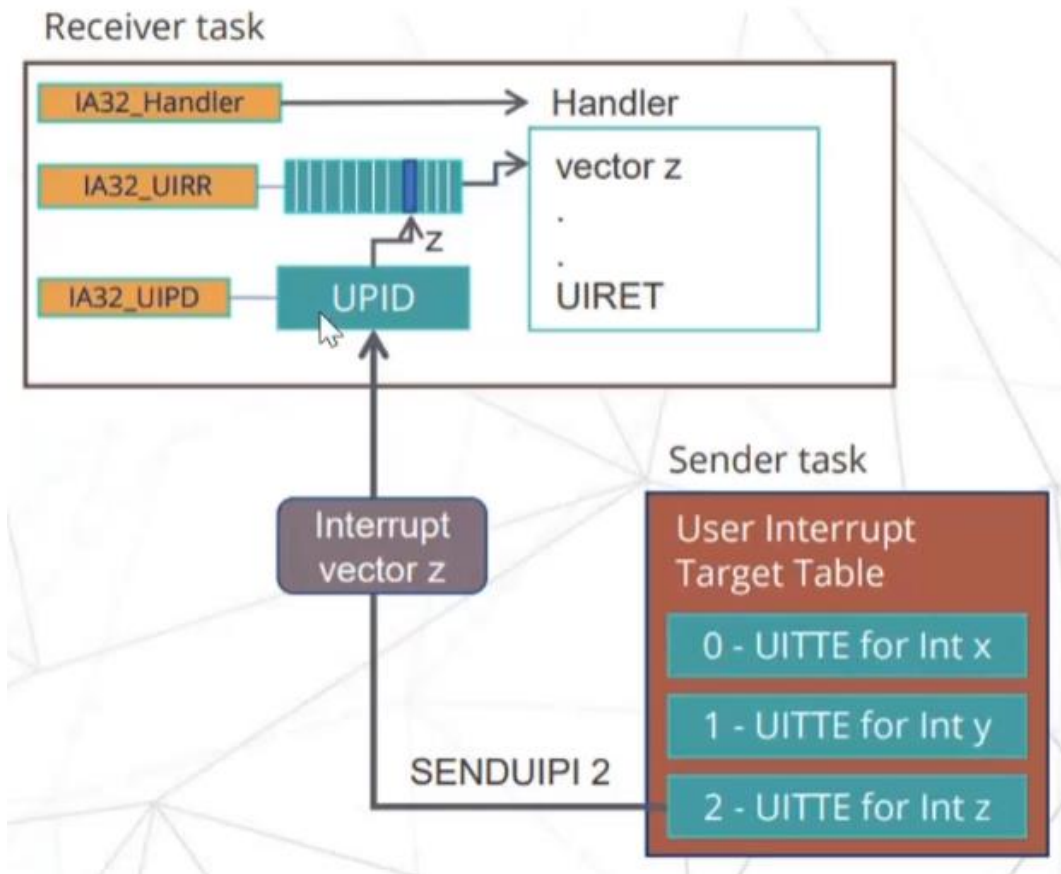 Receiver task
IA32_Handler
Handler
IA32_UIRR
vector z
.
z
.
IA32_UIPD
UPID
UIRET
Interrupt
vector z
Sender task
User Interrupt
Target Table
0 - UITTE for Int x
1 - UITTE for Int y
SENDUIPI 2
2 - UITTE for Int z